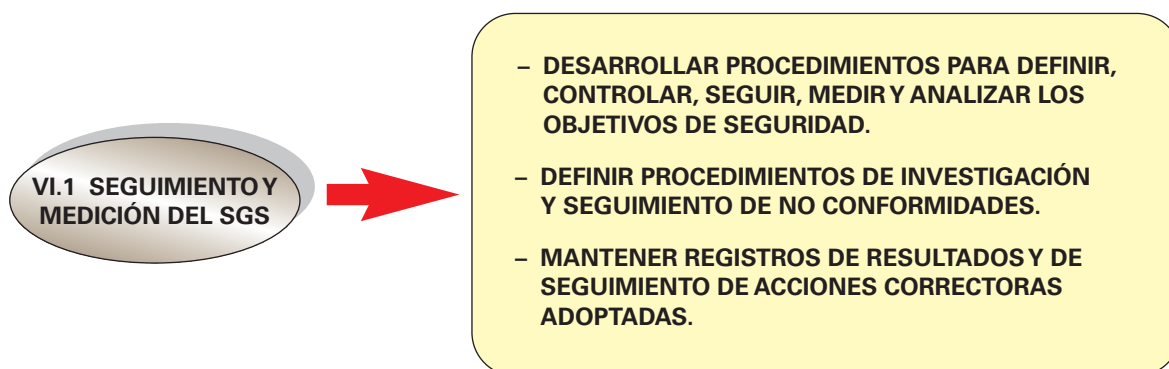 VI.1 SEGUIMIENTO Y
MEDICIÓN DEL SGS
– DESARROLLAR PROCEDIMIENTOS PARA DEFINIR,
CONTROLAR, SEGUIR, MEDIR Y ANALIZAR LOS
OBJETIVOS DE SEGURIDAD.
– DEFINIR PROCEDIMIENTOS DE INVESTIGACIÓN
Y SEGUIMIENTO DE NO CONFORMIDADES.
– MANTENER REGISTROS DE RESULTADOS Y DE
SEGUIMIENTO DE ACCIONES CORRECTORAS
ADOPTADAS.